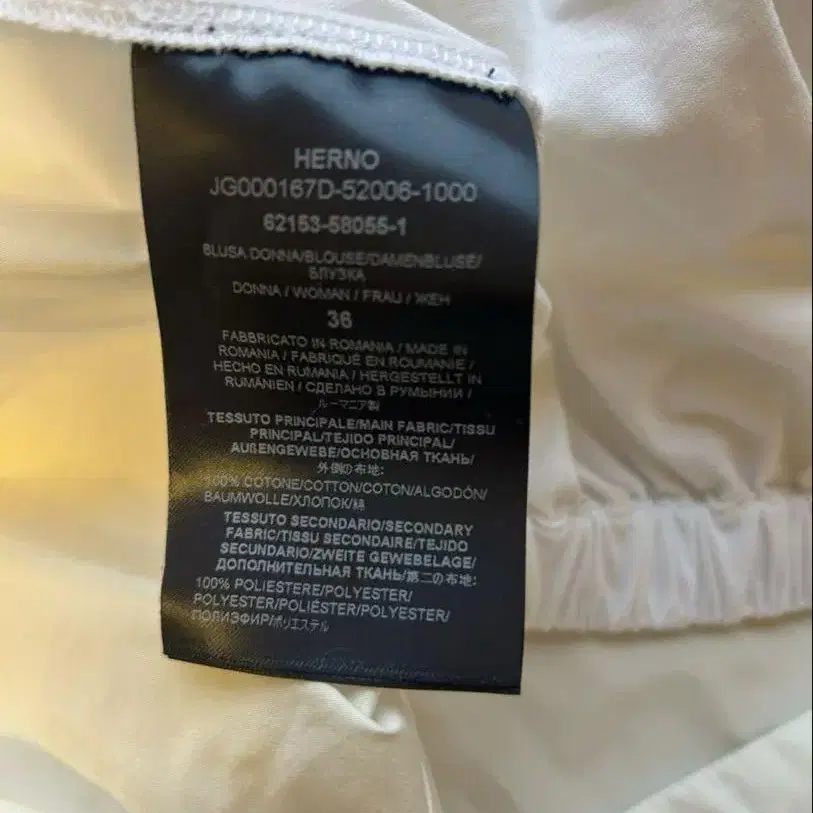 HERNO
JG000167D-52006-1000
62153-58055-1
BLUSA DONNA/BLOUSE/DAMENBLUSE/
БЛУЗКА
DONNA / WOMAN / FRAU / ЖЕН
36
FABBRICATO IN ROMANIA / MADE IN
ROMANIA / FABRIQUÉ EN ROUMANIE /
HECHO EN RUMANIA / HERGESTELLT IN
RUMÄNIEN / СДЕЛАНО В РУМЫНИИ /
ルーマニア製
TESSUTO PRINCIPALE/MAIN FABRIC/TISSU
PRINCIPAL/TEJIDO PRINCIPAL/
AUßENGEWEBE/ОСНОВНАЯ ТКАНЬ/
外側の布地:
100% COTONE/COTTON/COTON/ALGODÓN/
BAUMWOLLE/ХЛОПОК/綿
TESSUTO SECONDARIO/SECONDARY
FABRIC/TISSU SECONDAIRE/TEJIDO
SECUNDARIO/ZWEITE GEWEBELAGE/
ДОПОЛНИТЕЛЬНАЯ ТКАНЬ/第二の布地:
100% POLIESTERE/POLYESTER/
POLYESTER/POLIÉSTER/POLYESTER/
ПОЛИЭФИР/ポリエステル